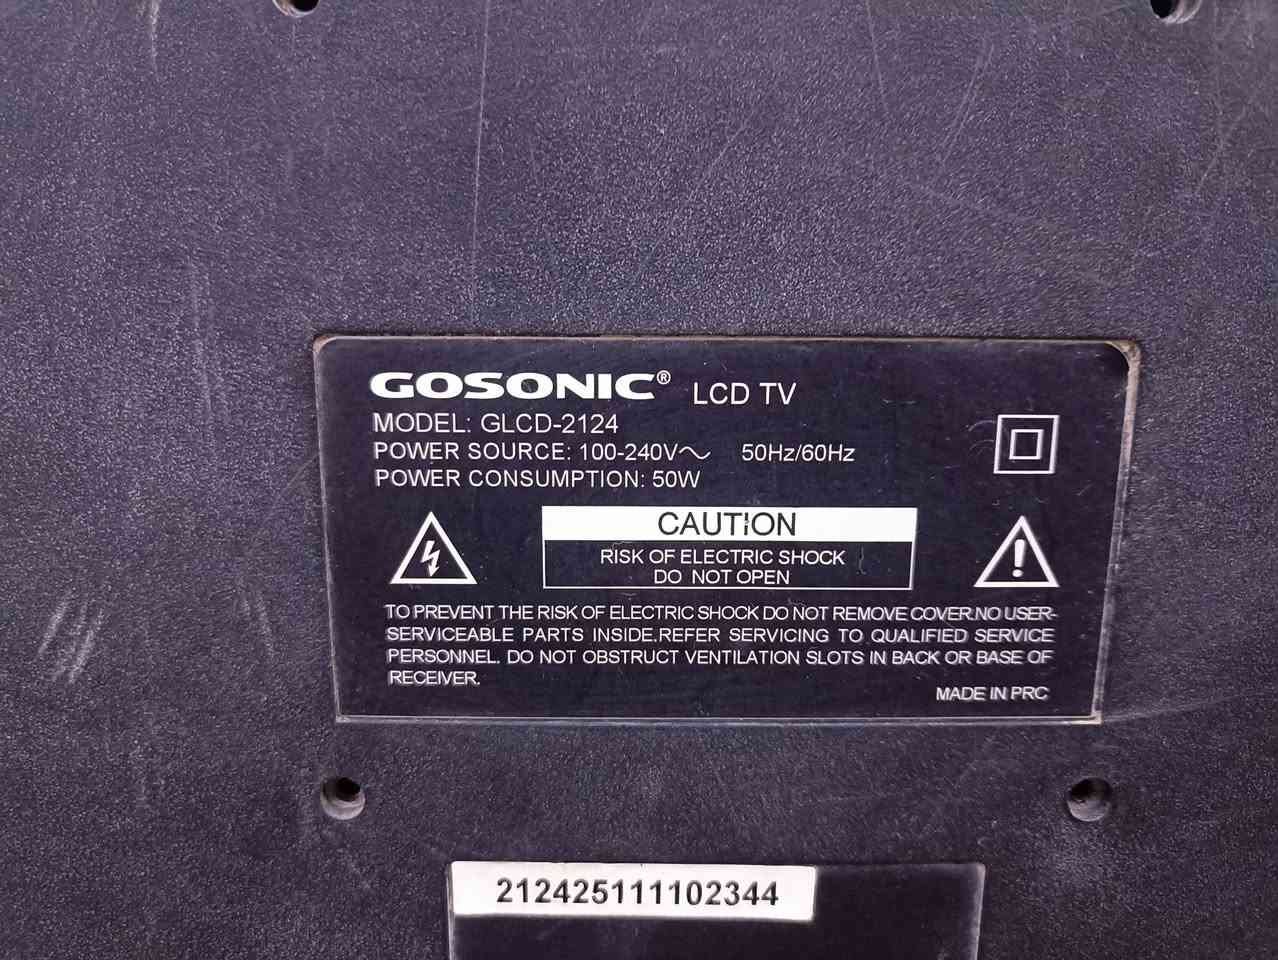 GOSONIC® LCD TV
MODEL: GLCD-2124
POWER SOURCE: 100-240V～ 50Hz/60Hz
POWER CONSUMPTION: 50W
CAUTION
RISK OF ELECTRIC SHOCK
DO NOT OPEN
TO PREVENT THE RISK OF ELECTRIC SHOCK DO NOT REMOVE COVER.NO USER-
SERVICEABLE PARTS INSIDE.REFER SERVICING TO QUALIFIED SERVICE
PERSONNEL. DO NOT OBSTRUCT VENTILATION SLOTS IN BACK OR BASE OF
RECEIVER.
MADE IN PRC
212425111102344